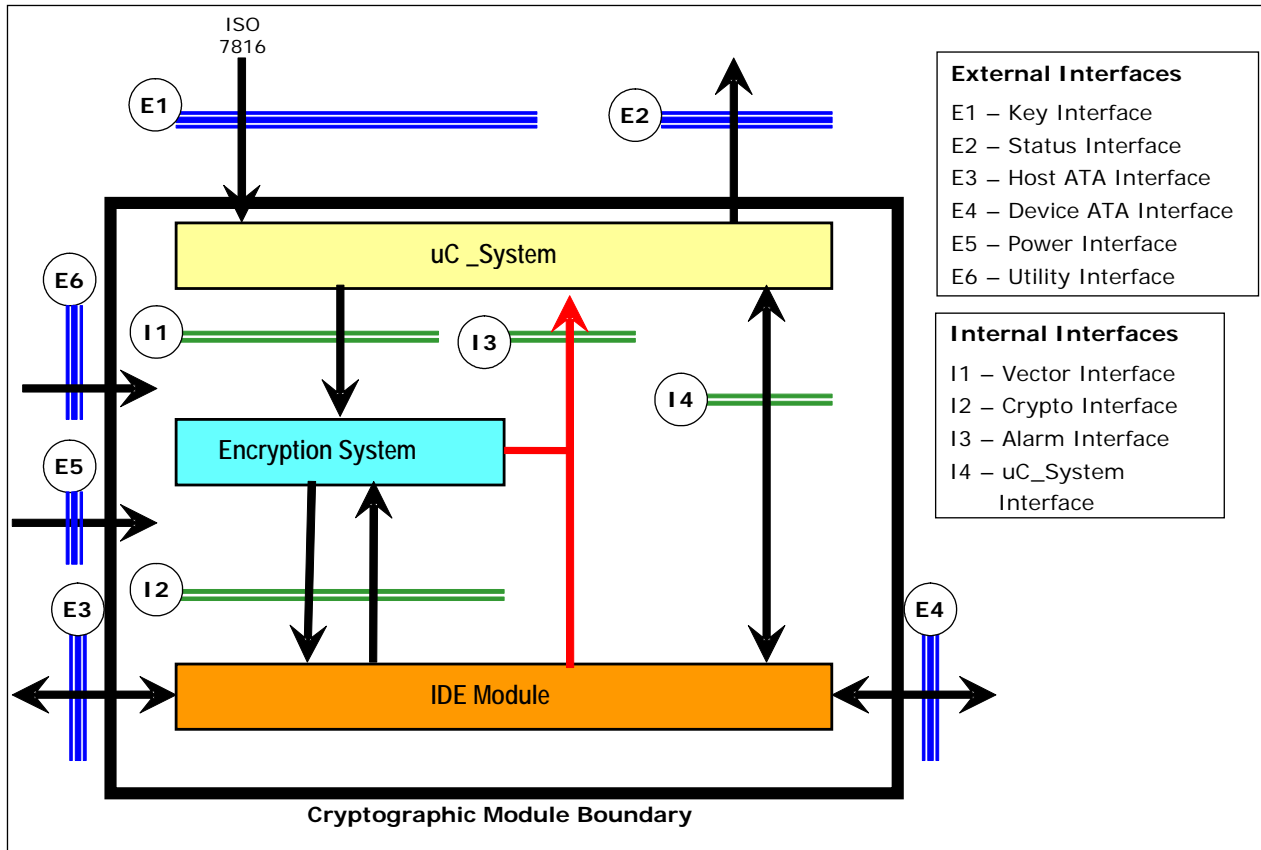 ISO
7816
E1
E2
External Interfaces
E1 – Key Interface
E2 – Status Interface
E3 – Host ATA Interface
E4 – Device ATA Interface
E5 – Power Interface
E6 – Utility Interface
uC _System
E6
I1
I3
Internal Interfaces
I1 – Vector Interface
I2 – Crypto Interface
I3 – Alarm Interface
I4 – uC_System
Interface
I4
Encryption System
E5
I2
E3
E4
IDE Module
Cryptographic Module Boundary